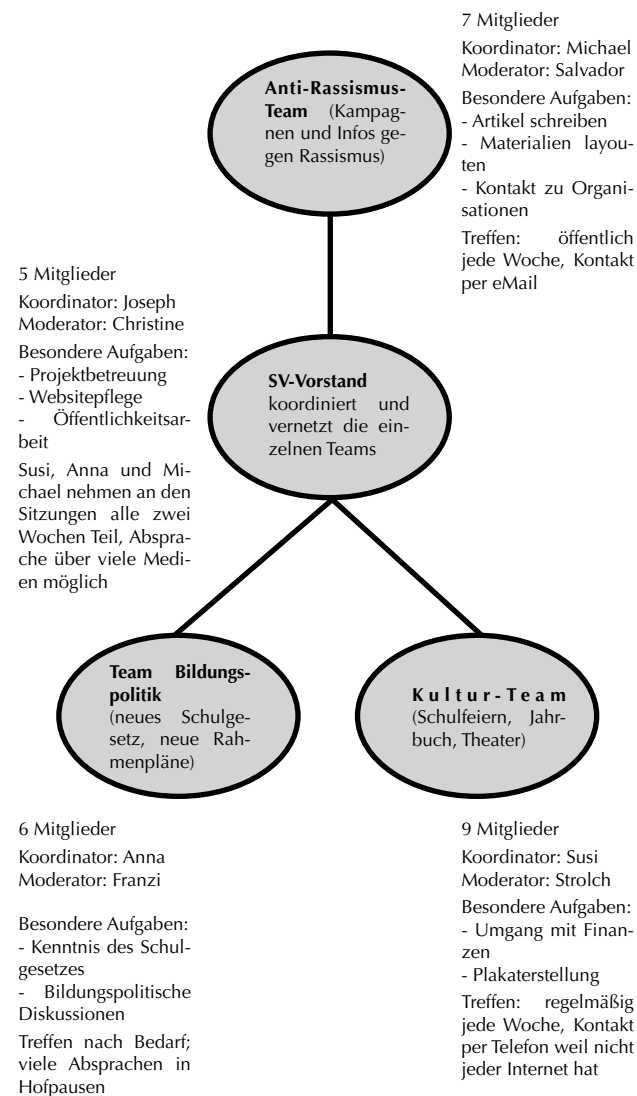 7 Mitglieder
Koordinator: Michael
Moderator: Salvador
Besondere Aufgaben:
- Artikel schreiben
- Materialien layou-
ten
- Kontakt zu Organi-
sationen
Treffen: öffentlich
jede Woche, Kontakt
per eMail
Anti-Rassismus-
Team (Kampag-
nen und Infos ge-
gen Rassismus)
5 Mitglieder
Koordinator: Joseph
Moderator: Christine
Besondere Aufgaben:
- Projektbetreuung
- Websitepflege
- Öffentlichkeitsar-
beit
Susi, Anna und Mi-
chael nehmen an den
Sitzungen alle zwei
Wochen Teil, Abspra-
che über viele Medi-
en möglich
SV-Vorstand
koordiniert und
vernetzt die ein-
zelnen Teams
Team Bildungs-
politik
(neues Schulge-
setz, neue Rah-
menpläne)
Kultur-Team
(Schulfeiern, Jahr-
buch, Theater)
6 Mitglieder
Koordinator: Anna
Moderator: Franzi
Besondere Aufgaben:
- Kenntnis des Schul-
gesetzes
- Bildungspolitische
Diskussionen
Treffen nach Bedarf;
viele Absprachen in
Hofpausen
9 Mitglieder
Koordinator: Susi
Moderator: Strolch
Besondere Aufgaben:
- Umgang mit Finan-
zen
- Plakaterstellung
Treffen: regelmäßig
jede Woche, Kontakt
per Telefon weil nicht
jeder Internet hat